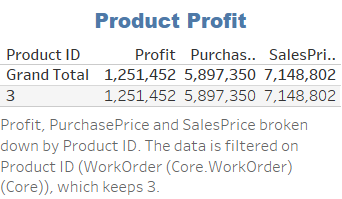 Product Profit
Product ID Profit Purchas.. SalesPri..
Grand Total 1,251,452 5,897,350 7,148,802
3 1,251,452 5,897,350 7,148,802
Profit, PurchasePrice and SalesPrice broken
down by Product ID. The data is filtered on
Product ID (WorkOrder (Core.WorkOrder)
(Core)), which keeps 3.